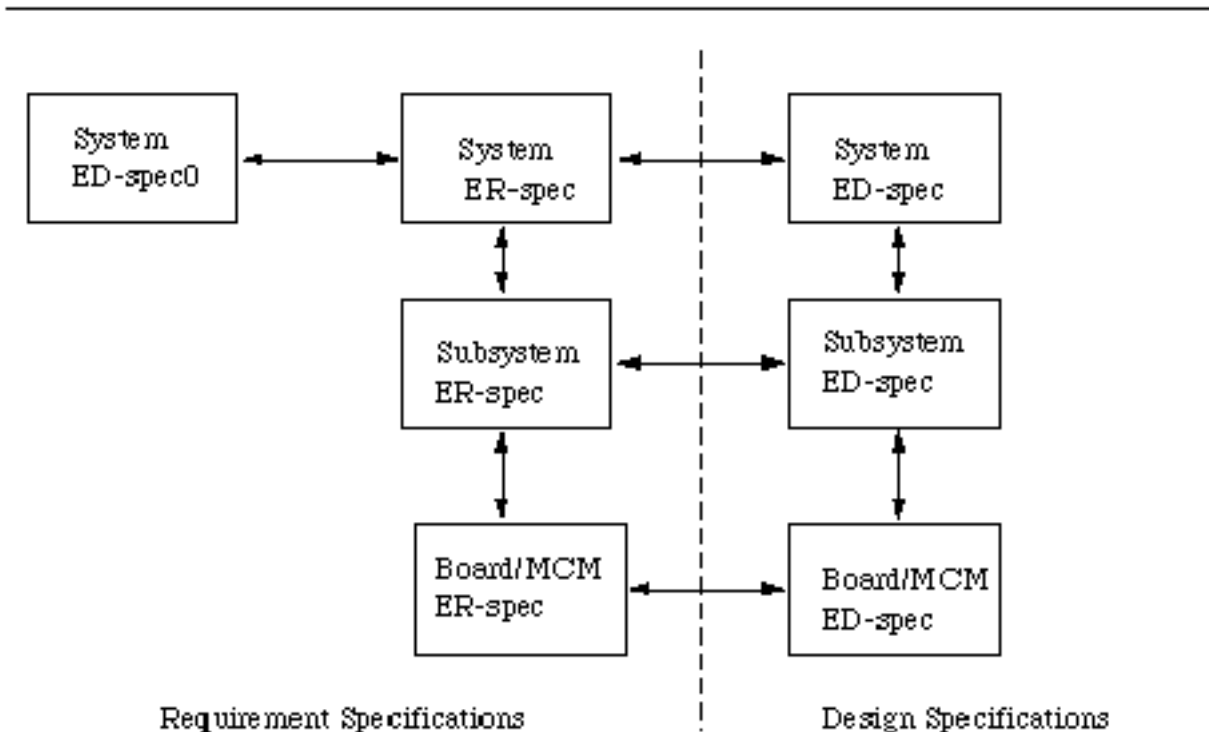 System
ED-spec0
System
ER-spec
System
ED-spec
Subsystem
ER-spec
Subsystem
ED-spec
Board/MCM
ER-spec
Board/MCM
ED-spec
Requirement Specifications
Design Specifications